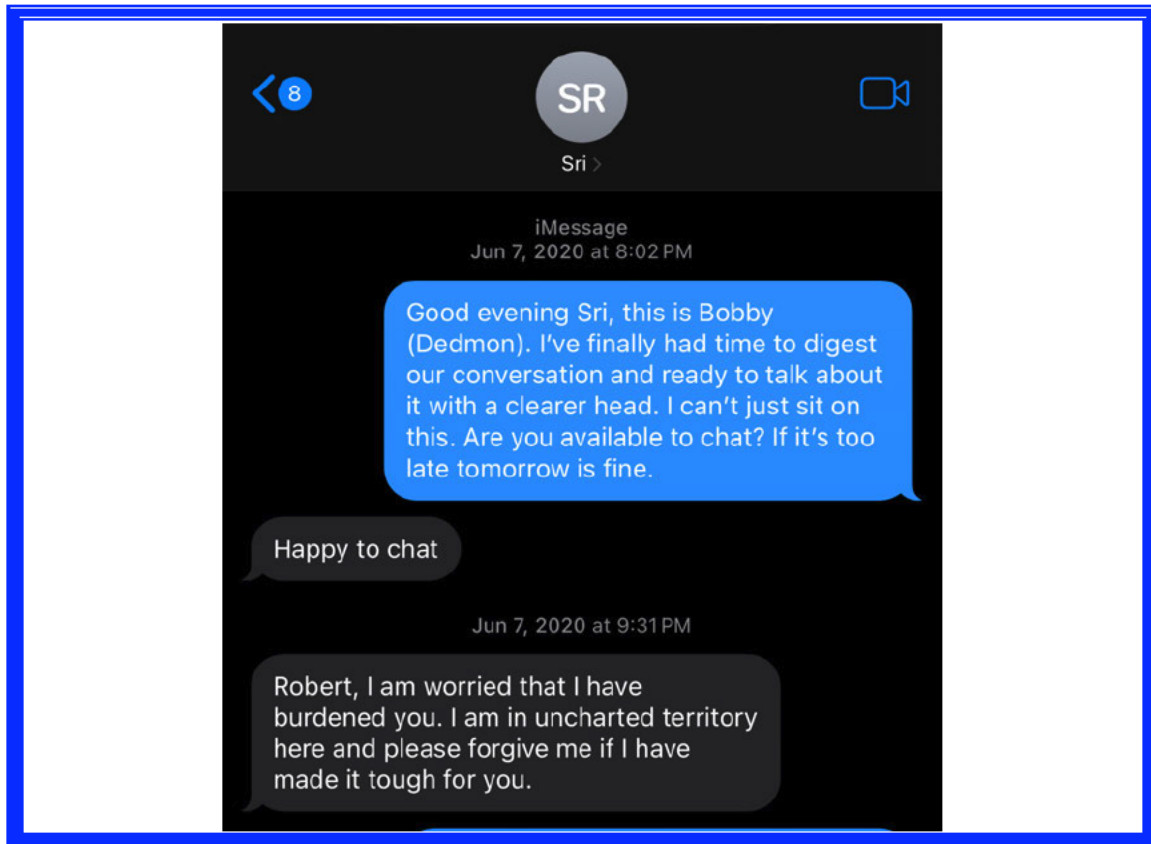 8
SR
Sri >
iMessage
Jun 7, 2020 at 8:02 PM
Good evening Sri, this is Bobby
(Dedmon). I've finally had time to digest
our conversation and ready to talk about
it with a clearer head. I can't just sit on
this. Are you available to chat? If it's too
late tomorrow is fine.
Happy to chat
Jun 7, 2020 at 9:31 PM
Robert, I am worried that I have
burdened you. I am in uncharted territory
here and please forgive me if I have
made it tough for you.